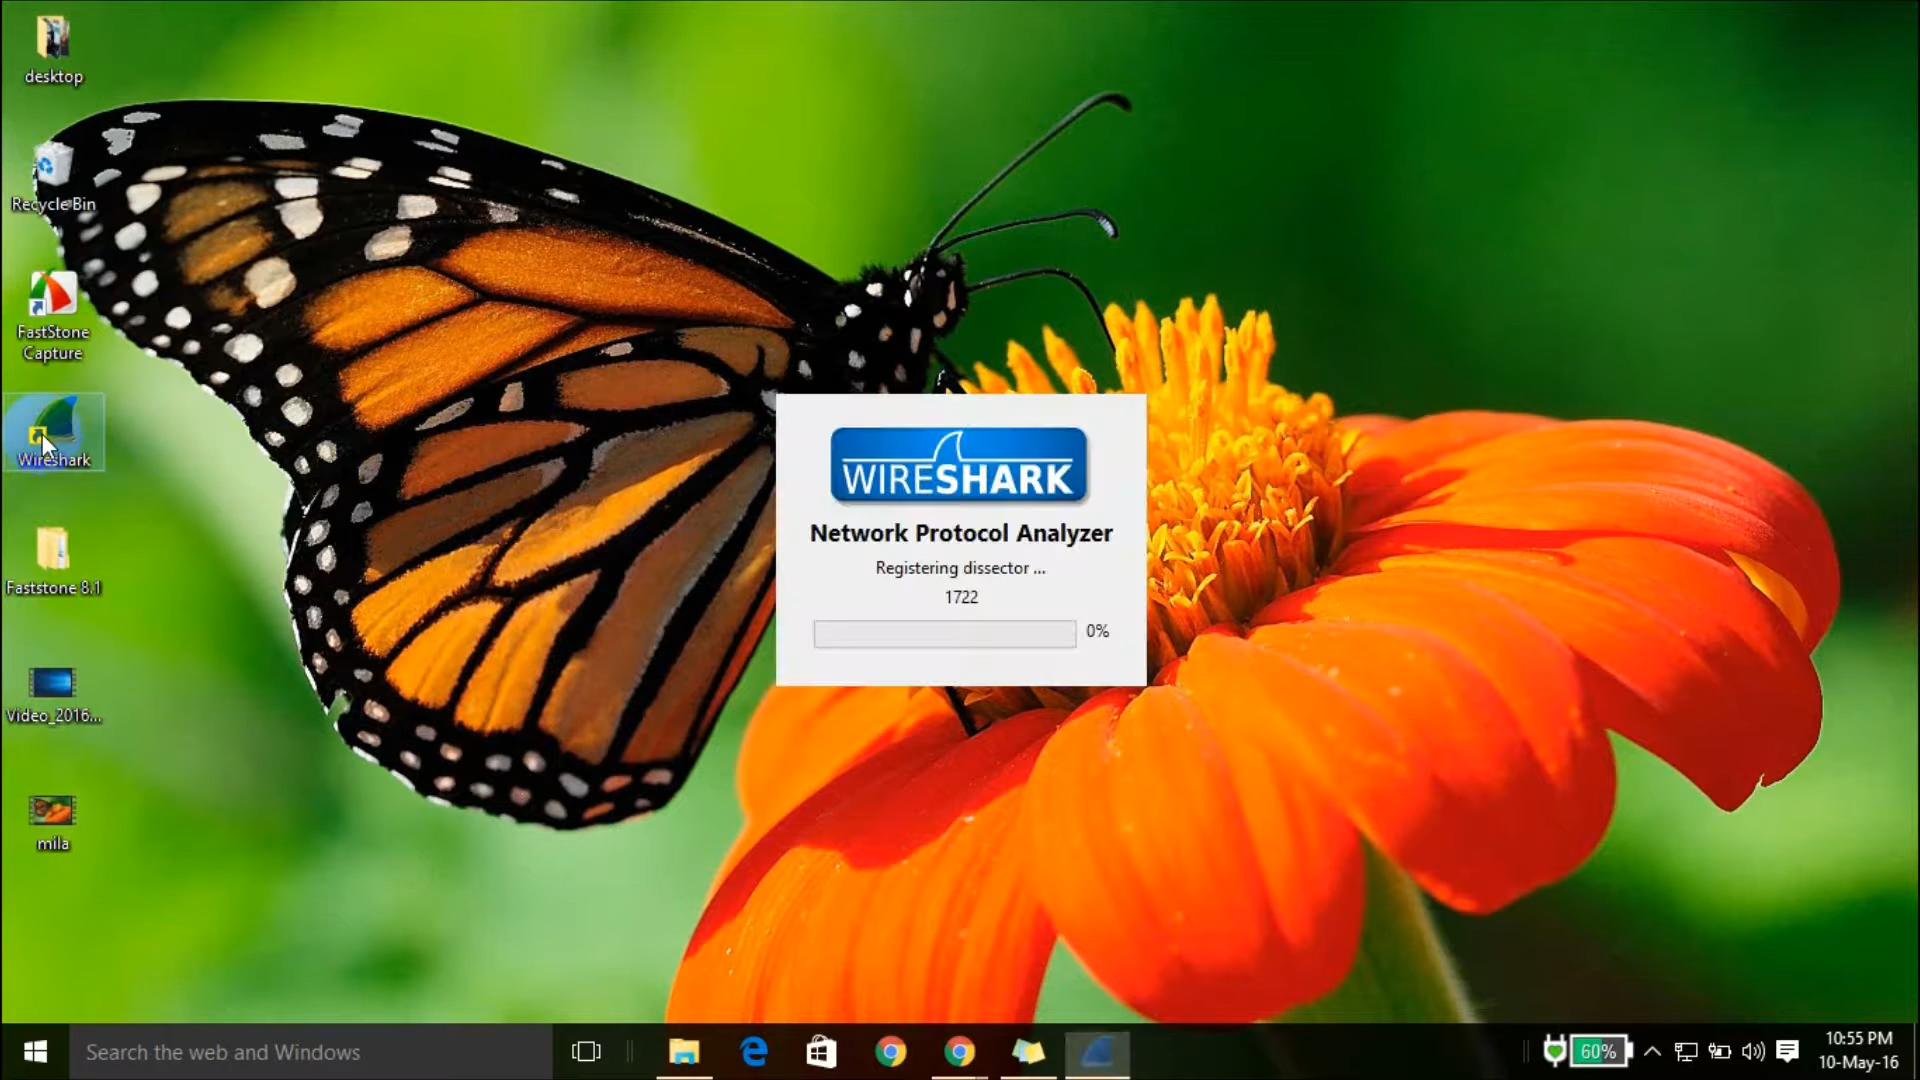 desktop
Recycle Bin
FastStone
Capture
Wireshark
Faststone 8.1
Video_2016...
mila
WIRESHARK
Network Protocol Analyzer
Registering dissector ...
1722
0%
Search the web and Windows
60%
10:55 PM
10-May-16